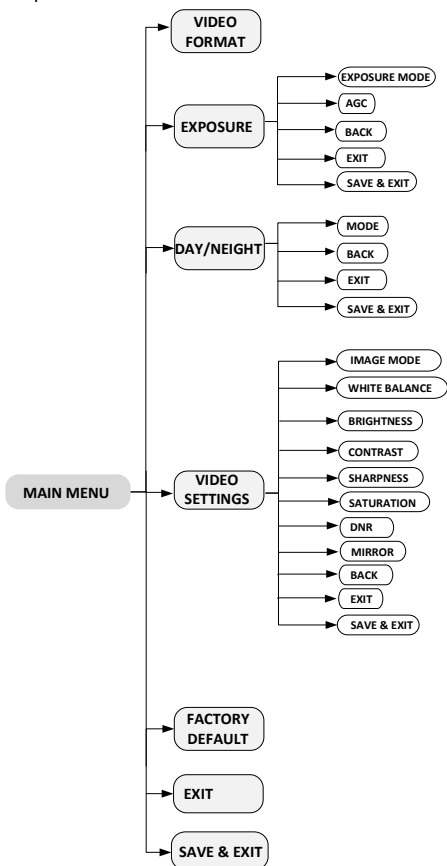 VIDEO
FORMAT
EXPOSURE
EXPOSURE MODE
AGC
BACK
EXIT
SAVE & EXIT
DAY/NEIGHT
MODE
BACK
EXIT
SAVE & EXIT
MAIN MENU
VIDEO
SETTINGS
IMAGE MODE
WHITE BALANCE
BRIGHTNESS
CONTRAST
SHARPNESS
SATURATION
DNR
MIRROR
BACK
EXIT
SAVE & EXIT
FACTORY
DEFAULT
EXIT
SAVE & EXIT